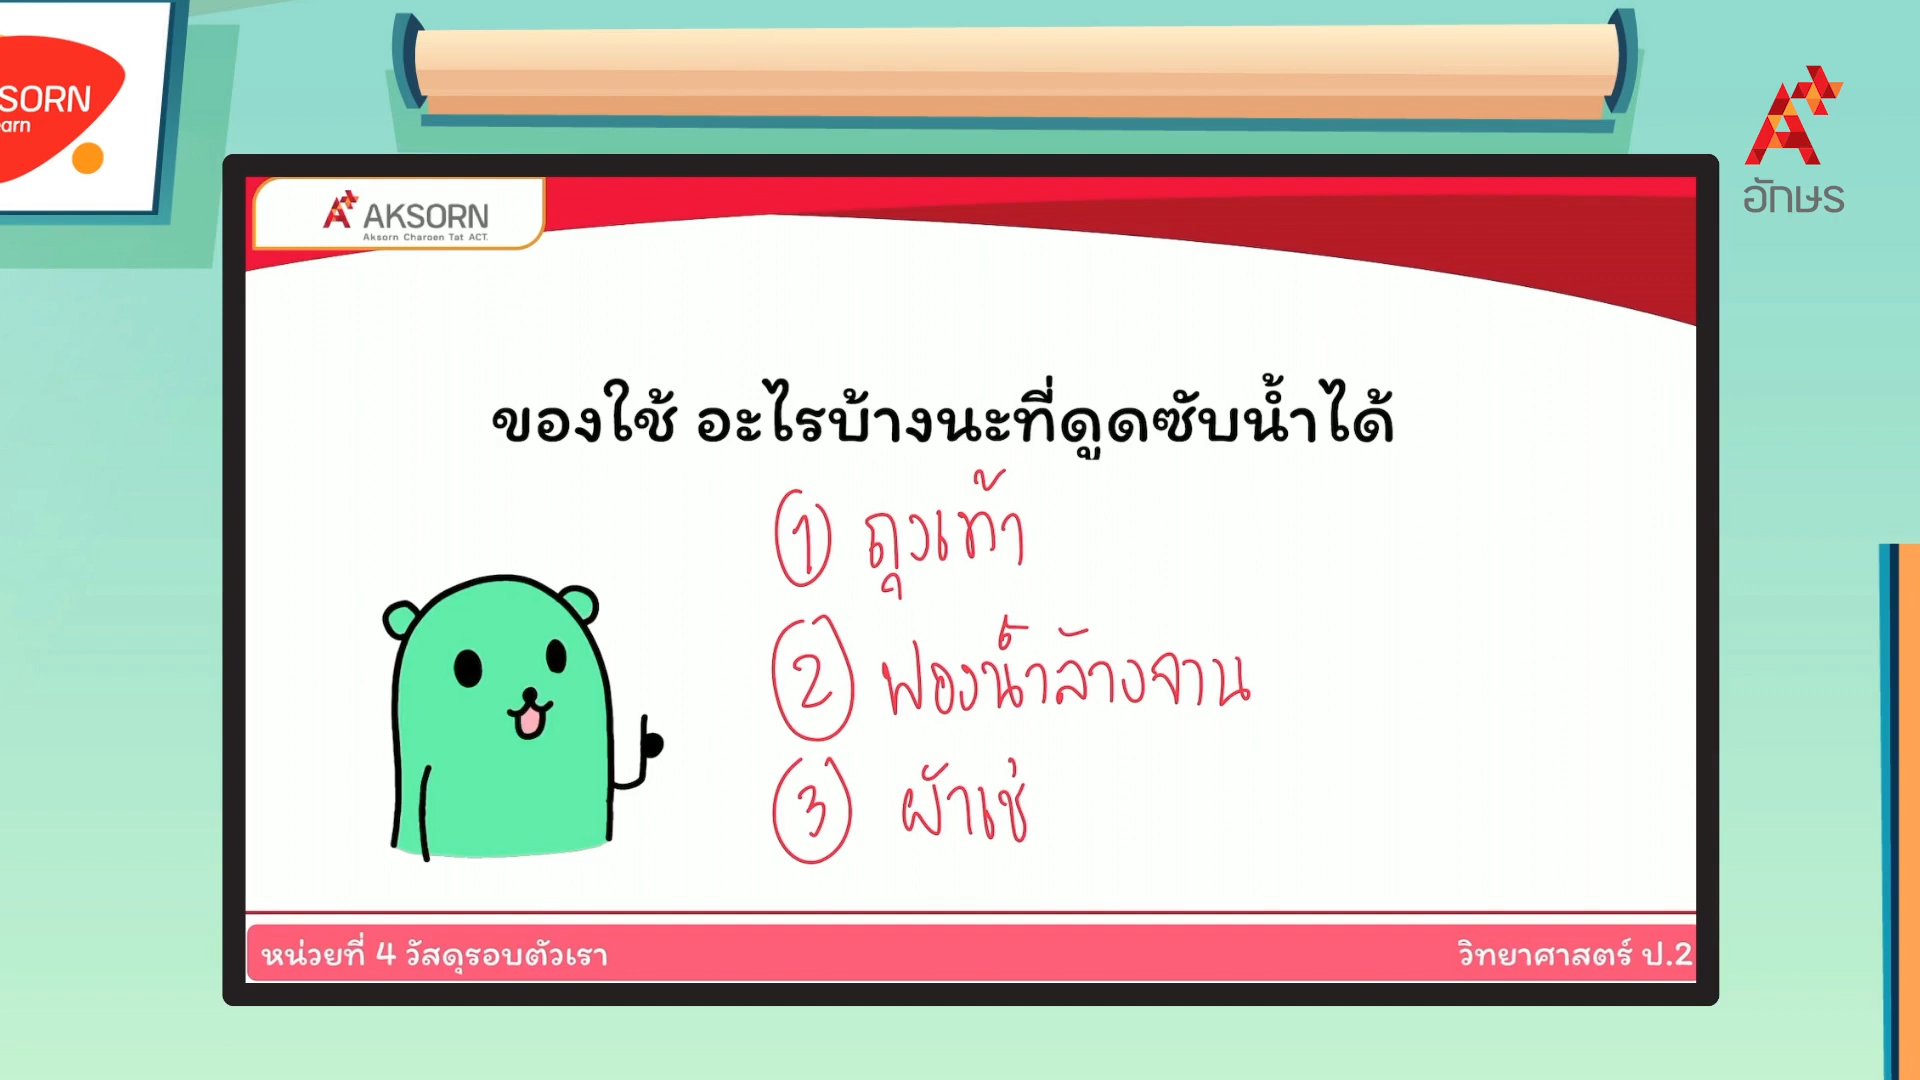 SORN
arn
อักษร
AKSORN
Aksorn Charoen Tat ACT.
ของใช้ อะไรบ้างนะที่ดูดซับน้ำได้
1 ถุงเท้า
2 ฟองน้ำล้างจาน
3 ผ้าเช่
หน่วยที่ 4 วัสดุรอบตัวเรา
วิทยาศาสตร์ ป.2